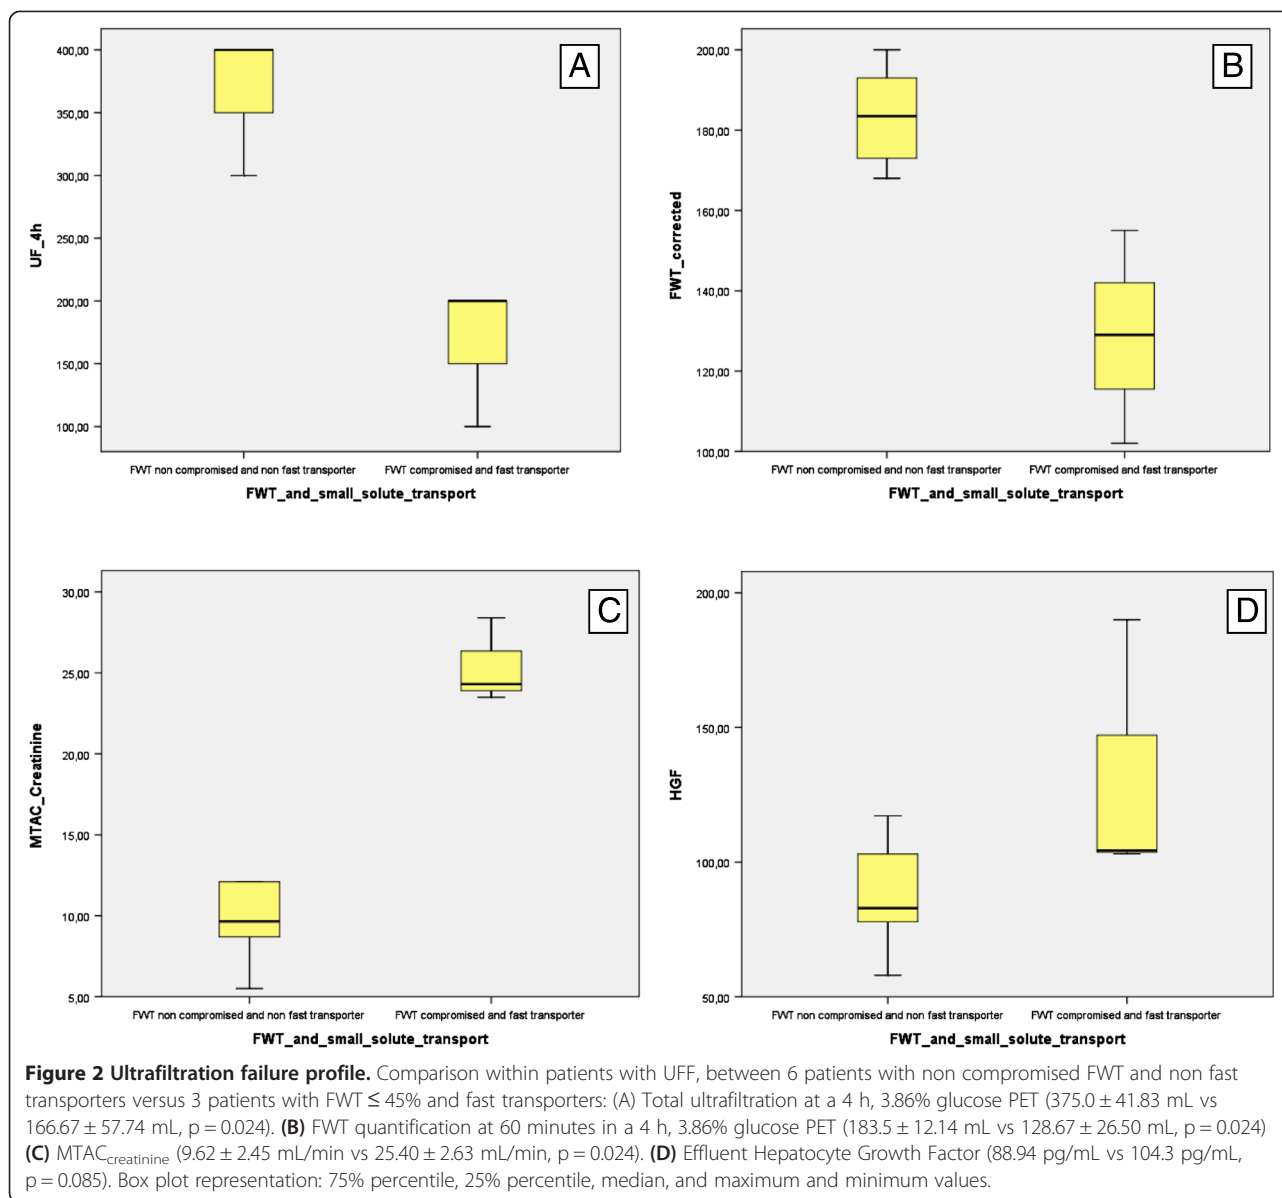 A
400,00
350,00
300,00
250,00
200,00
150,00
100,00
UF_4h
FWT non compromised and non fast transporter FWT compromised and fast transporter
FWT_and_small_solute_transport
B
200,00
180,00
160,00
140,00
120,00
100,00
FWT_corrected
FWT non compromised and non fast transporter FWT compromised and fast transporter
FWT_and_small_solute_transport
C
30,00
25,00
20,00
15,00
10,00
5,00
MTAC_Creatinine
FWT non compromised and non fast transporter FWT compromised and fast transporter
FWT_and_small_solute_transport
D
200,00
150,00
100,00
50,00
HGF
FWT non compromised and non fast transporter FWT compromised and fast transporter
FWT_and_small_solute_transport
Figure 2 Ultrafiltration failure profile. Comparison within patients with UFF, between 6 patients with non compromised FWT and non fast
transporters versus 3 patients with FWT ≤ 45% and fast transporters: (A) Total ultrafiltration at a 4 h, 3.86% glucose PET (375.0 ± 41.83 mL vs
166.67 ± 57.74 mL, p = 0.024). (B) FWT quantification at 60 minutes in a 4 h, 3.86% glucose PET (183.5 ± 12.14 mL vs 128.67 ± 26.50 mL, p = 0.024)
(C) MTACcreatinine (9.62 ± 2.45 mL/min vs 25.40 ± 2.63 mL/min, p = 0.024). (D) Effluent Hepatocyte Growth Factor (88.94 pg/mL vs 104.3 pg/mL,
p = 0.085). Box plot representation: 75% percentile, 25% percentile, median, and maximum and minimum values.